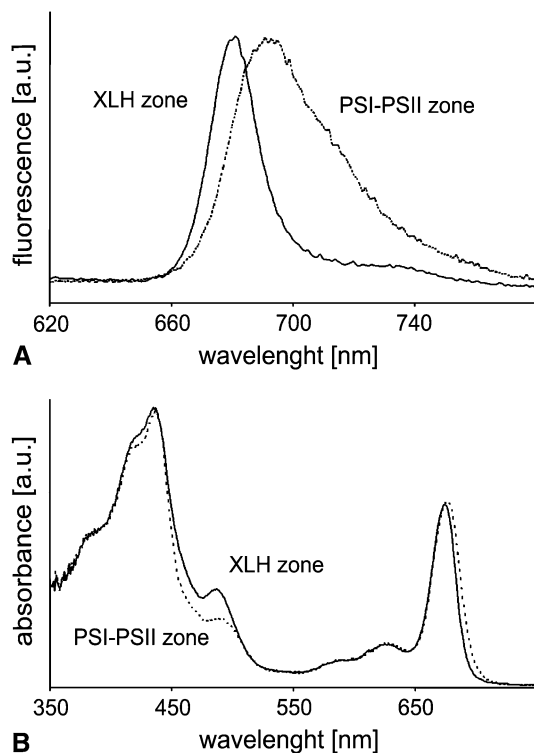 fluorescence [a.u.]
XLH zone
PSI-PSII zone
620 660 700 740
A
wavelenght [nm]
absorbance [a.u.]
XLH zone
PSI-PSII zone
350 450 550 650
B
wavelenght [nm]